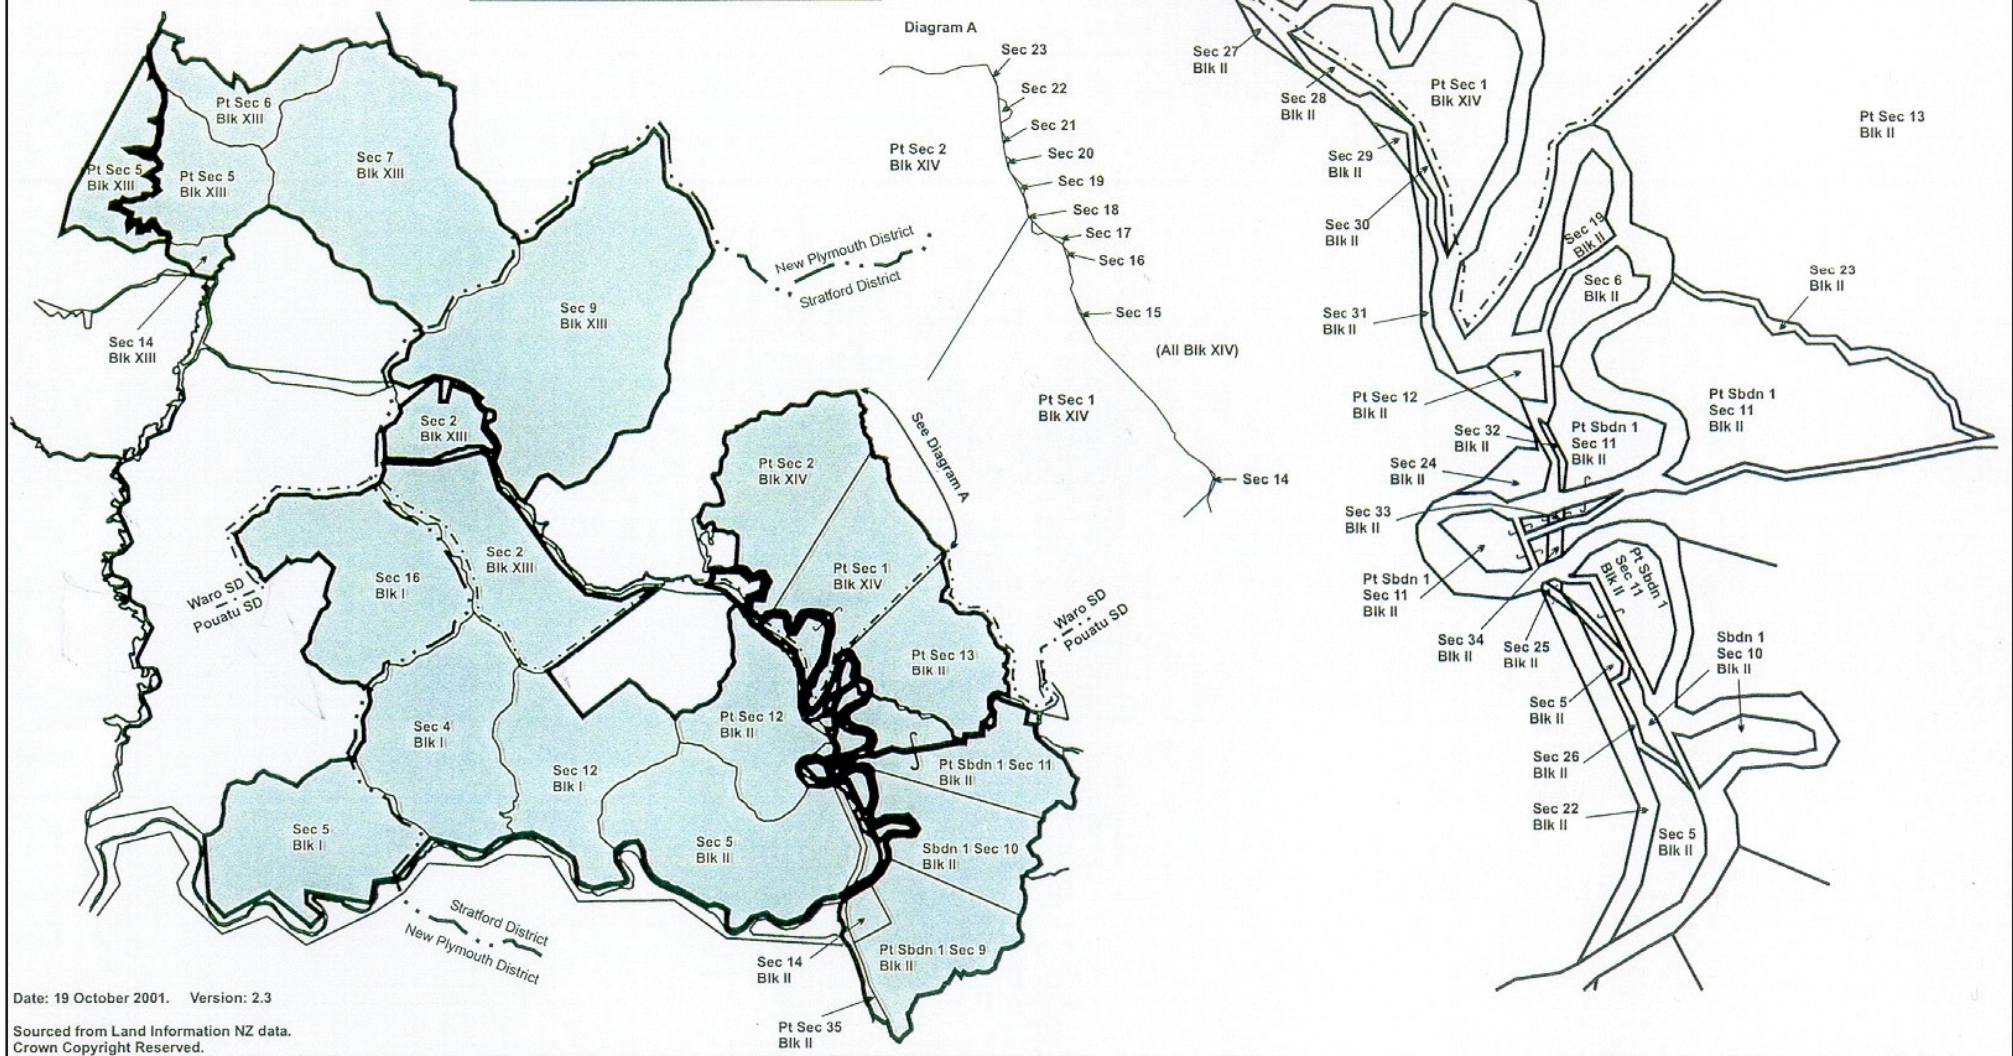 Pt Sec 6
Blk XIII
Sec 7
Blk XIII
Pt Sec 5
Blk XIII
Pt Sec 5
Blk XIII
Sec 14
Blk XIII
Sec 9
Blk XIII
New Plymouth District
Stratford District
Sec 2
Blk XIII
Sec 2
Blk XIII
Sec 16
Blk I
Waro SD
Pouatu SD
Sec 4
Blk I
Sec 12
Blk I
Sec 5
Blk I
Sec 5
Blk II
Pt Sec 12
Blk II
Pt Sec 2
Blk XIV
Pt Sec 1
Blk XIV
See Diagram A
Pt Sec 13
Blk II
Waro SD
Pouatu SD
Pt Sbdn 1 Sec 11
Blk II
Sbdn 1 Sec 10
Blk II
Pt Sbdn 1 Sec 9
Blk II
Sec 14
Blk II
Pt Sec 35
Blk II
Stratford District
New Plymouth District
Date: 19 October 2001. Version: 2.3
Sourced from Land Information NZ data.
Crown Copyright Reserved.
Diagram A
Sec 23
Sec 22
Sec 21
Sec 20
Sec 19
Sec 18
Sec 17
Sec 16
Sec 15
Sec 14
Pt Sec 2
Blk XIV
(All Blk XIV)
Pt Sec 1
Blk XIV
Sec 27
Blk II
Sec 28
Blk II
Pt Sec 1
Blk XIV
Pt Sec 13
Blk II
Sec 29
Blk II
Sec 30
Blk II
Sec 19
Blk II
Sec 6
Blk II
Sec 23
Blk II
Sec 31
Blk II
Pt Sec 12
Blk II
Sec 32
Blk II
Pt Sbdn 1
Sec 11
Blk II
Pt Sbdn 1
Sec 11
Blk II
Sec 24
Blk II
Sec 33
Blk II
Pt Sbdn 1
Sec 11
Blk II
Pt Sbdn 1
Sec 11
Blk II
Sec 34
Blk II
Sec 25
Blk II
Sbdn 1
Sec 10
Blk II
Sec 5
Blk II
Sec 26
Blk II
Sec 22
Blk II
Sec 5
Blk II